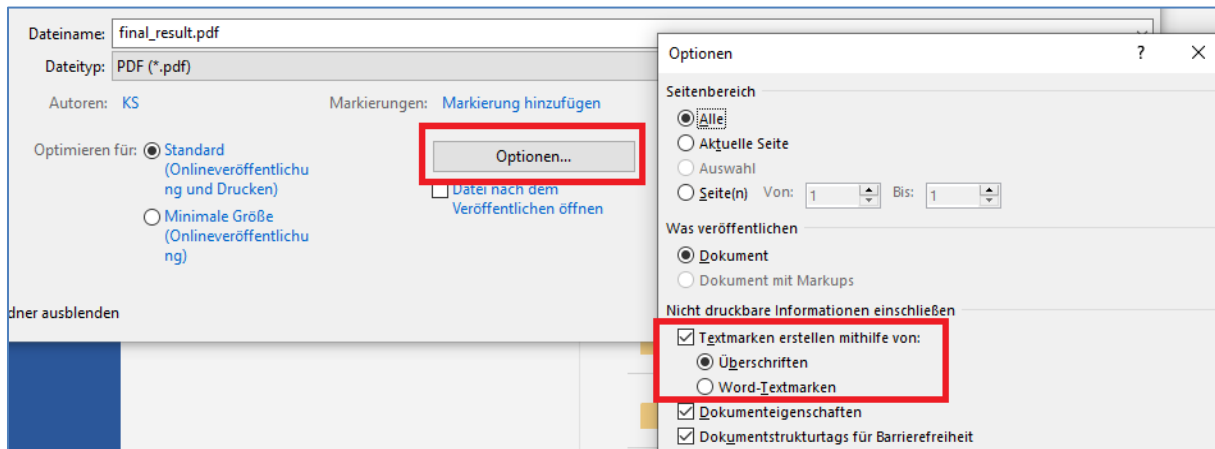 Dateiname: final_result.pdf
Dateityp: PDF (*.pdf)
Autoren: KS Markierungen: Markierung hinzufügen
Optimieren für: Standard
(Onlineveröffentlichu
ng und Drucken)
Minimale Größe
(Onlineveröffentlichu
ng)
Optionen...
Datei nach dem
Veröffentlichen öffnen
dner ausblenden
Optionen ?
Seitenbereich
Alle
Aktuelle Seite
Auswahl
Seite(n) Von: 1 Bis: 1
Was veröffentlichen
Dokument
Dokument mit Markups
Nicht druckbare Informationen einschließen
Textmarken erstellen mithilfe von:
Überschriften
Word-Textmarken
Dokumenteigenschaften
Dokumentstrukturtags für Barrierefreiheit